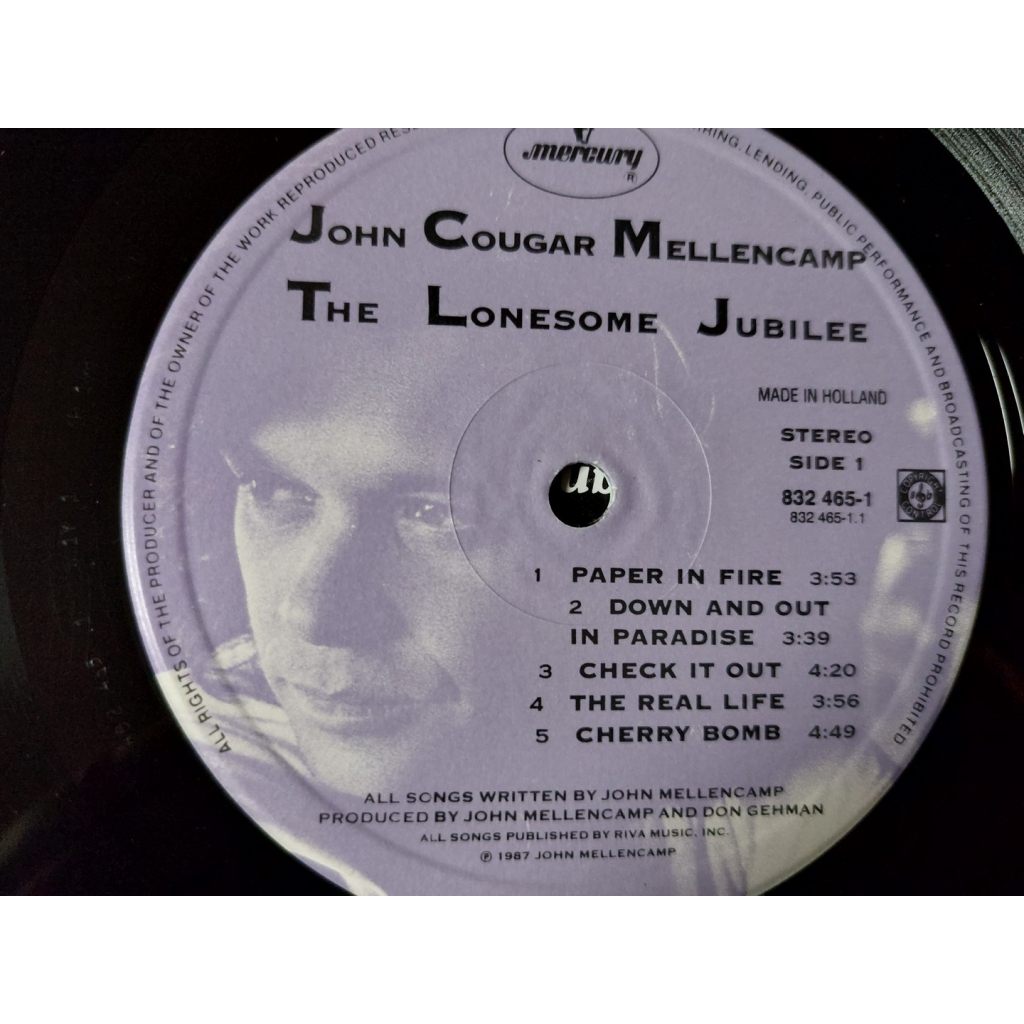 mercury
®
JOHN COUGAR MELLENCAMP
THE LONESOME JUBILEE
MADE IN HOLLAND
STEREO
SIDE 1
832 465-1
832 465-1.1
1 PAPER IN FIRE 3:53
2 DOWN AND OUT
IN PARADISE 3:39
3 CHECK IT OUT 4:20
4 THE REAL LIFE 3:56
5 CHERRY BOMB 4:49
ALL SONGS WRITTEN BY JOHN MELLENCAMP
PRODUCED BY JOHN MELLENCAMP AND DON GEHMAN
ALL SONGS PUBLISHED BY RIVA MUSIC, INC.
℗ 1987 JOHN MELLENCAMP
ALL RIGHTS OF THE PRODUCER AND OF THE OWNER OF THE WORK REPRODUCED
LENDING, PUBLIC PERFORMANCE AND BROADCASTING OF THIS RECORD PROHIBITED